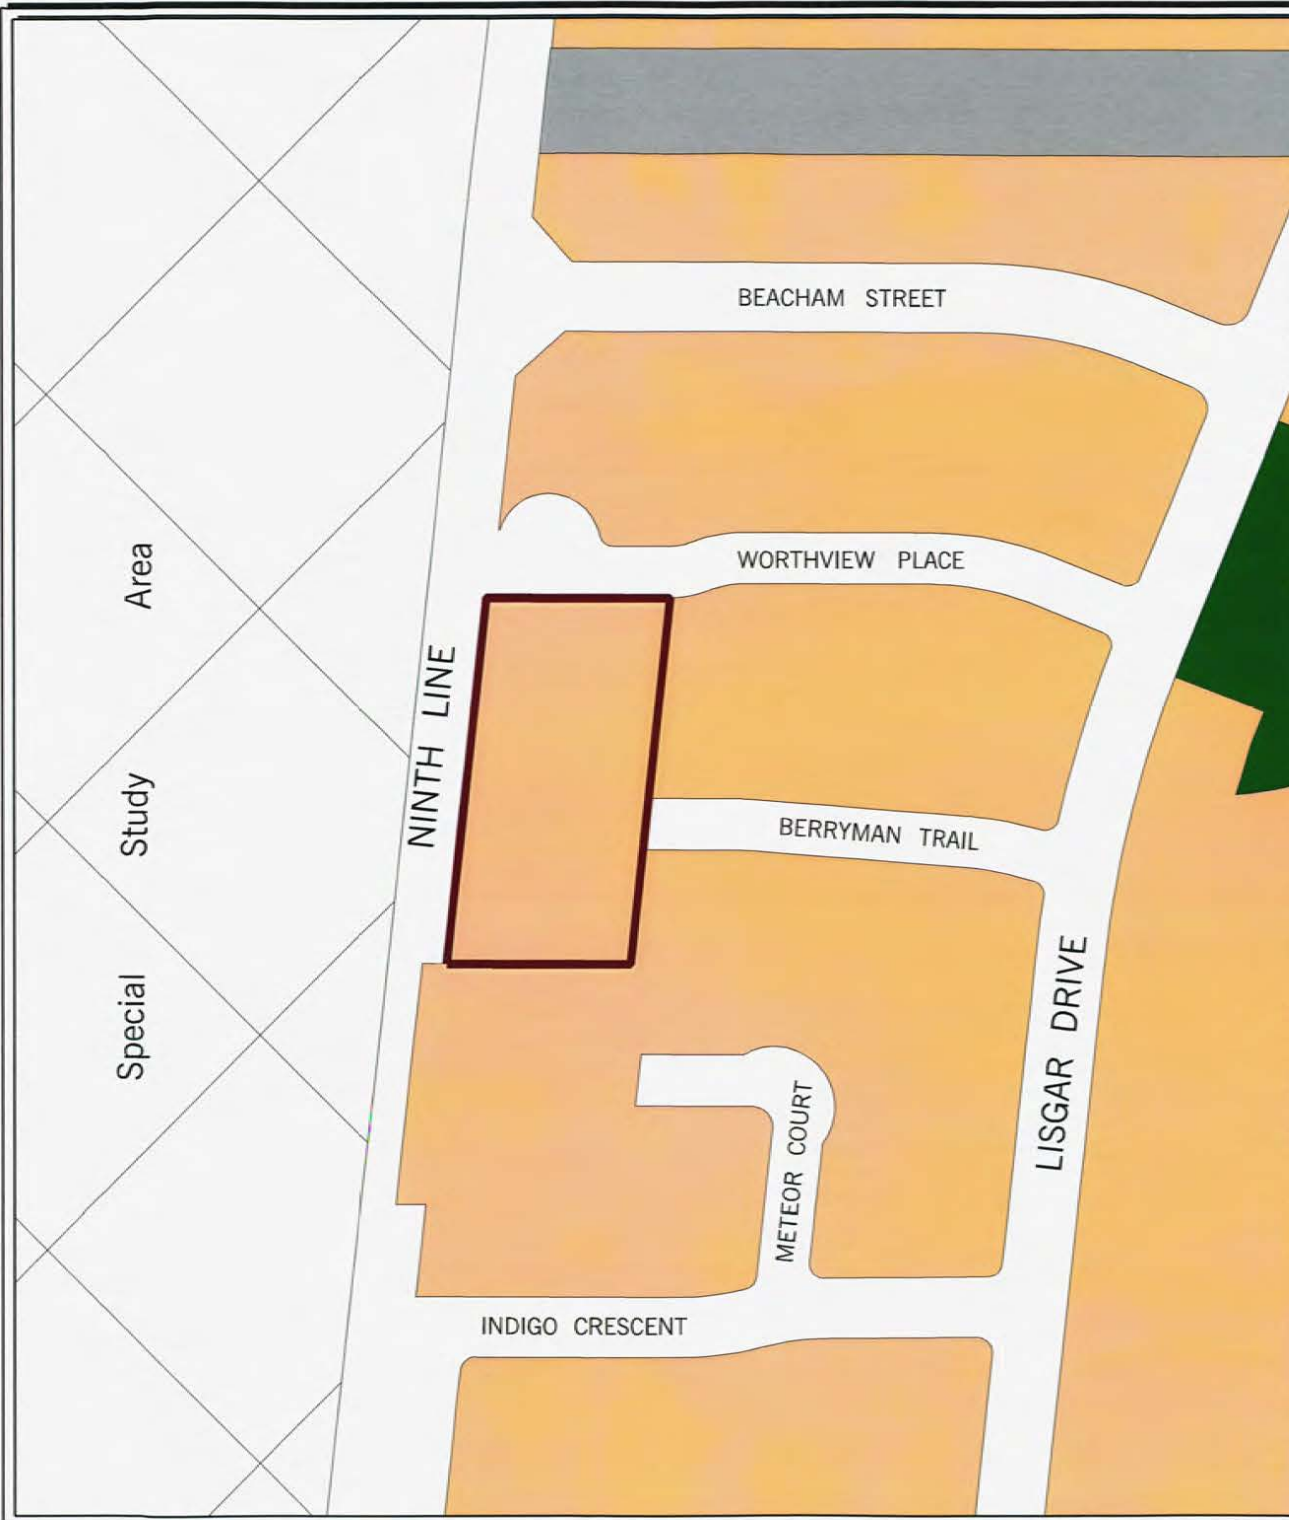 BEACHAM STREET
WORTHVIEW PLACE
NINTH LINE
BERRYMAN TRAIL
Special Study Area
LISGAR DRIVE
METEOR COURT
INDIGO CRESCENT